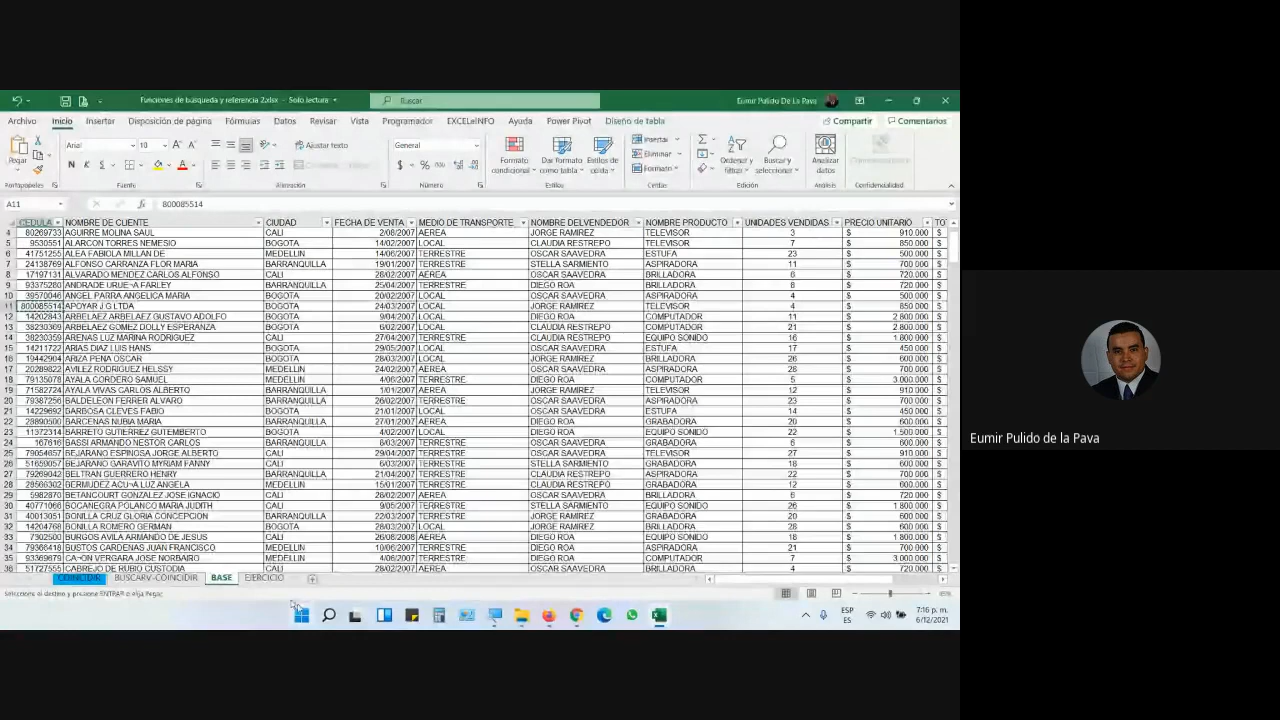 Funciones de búsqueda y referencia 2.xlsx - Solo lectura
Buscar
Eumir Pulido De La Pava
Archivo Inicio Insertar Disposición de página Fórmulas Datos Revisar Vista Programador EXCELeINFO Ayuda Power Pivot Diseño de tabla Compartir Comentarios
Pegar Arial 10 Ajustar texto General Formato condicional Dar formato como tabla Estilos de celda Insertar Eliminar Formato Ordenar y filtrar Buscar y seleccionar Analizar datos
Portapapeles Fuente Alineación Número Estilos Celdas Edición Análisis Confidencialidad
A11 800085514
CEDULA NOMBRE DE CLIENTE CIUDAD FECHA DE VENTA MEDIO DE TRANSPORTE NOMBRE DELVENDEDOR NOMBRE PRODUCTO UNIDADES VENDIDAS PRECIO UNITARIO TO
4 80269733 AGUIRRE MOLINA SAUL CALI 2/08/2007 AEREA JORGE RAMIREZ TELEVISOR 3 $ 910.000 $
5 9530551 ALARCON TORRES NEMESIO BOGOTA 14/02/2007 LOCAL CLAUDIA RESTREPO TELEVISOR 7 $ 850.000 $
6 41751255 ALEA FABIOLA MILLAN DE MEDELLIN 14/06/2007 LOCAL OSCAR SAAVEDRA ESTUFA 23 $ 500.000 $
7 24138769 ALFONSO CARRANZA FLOR MARIA BARRANQUILLA 19/01/2007 LOCAL STELLA SARMIENTO ASPIRADORA 11 $ 700.000 $
8 17197131 ALVARADO MENDEZ CARLOS ALFONSO CALI 26/02/2007 AEREA OSCAR SAAVEDRA BRILLADORA 6 $ 720.000 $
9 93375280 ANDRADE URUE¬A FARLEY BARRANQUILLA 25/04/2007 TERRESTRE DIEGO ROA BRILLADORA 8 $ 720.000 $
10 39570046 ANGEL PARRA ANGELICA MARIA BOGOTA 20/02/2007 LOCAL OSCAR SAAVEDRA ASPIRADORA 4 $ 500.000 $
11 800085514 APOYAR J G LTDA BOGOTA 24/03/2007 LOCAL JORGE RAMIREZ TELEVISOR 4 $ 850.000 $
12 14202843 ARBELAEZ ARBELAEZ GUSTAVO ADOLFO BOGOTA 9/04/2007 LOCAL DIEGO ROA COMPUTADOR 11 $ 2.800.000 $
13 38230369 ARBELAEZ GOMEZ DOLLY ESPERANZA BOGOTA 6/02/2007 LOCAL CLAUDIA RESTREPO COMPUTADOR 21 $ 2.800.000 $
14 38230359 ARENAS LUZ MARINA RODRIGUEZ CALI 27/04/2007 TERRESTRE CLAUDIA RESTREPO EQUIPO SONIDO 16 $ 1.800.000 $
15 14211722 ARIAS DIAZ LUIS HANS BOGOTA 29/05/2007 LOCAL OSCAR SAAVEDRA ESTUFA 17 $ 450.000 $
16 19442904 ARIZA PENA OSCAR BOGOTA LOCAL JORGE RAMIREZ BRILLADORA 26 $ 600.000 $
17 20289822 AVILEZ RODRIGUEZ HELSSY MEDELLIN 24/02/2007 AEREA OSCAR SAAVEDRA ASPIRADORA 28 $ 700.000 $
18 79135078 AYALA CORDERO SAMUEL MEDELLIN 4/06/2007 TERRESTRE DIEGO ROA COMPUTADOR 5 $ 3.000.000 $
19 71582724 AYALA VIVAS CARLOS ALBERTO BARRANQUILLA AEREA JORGE RAMIREZ TELEVISOR 12 $ 910.000 $
20 79387256 BALDELEON FERRER ALVARO BARRANQUILLA 26/02/2007 TERRESTRE OSCAR SAAVEDRA ASPIRADORA 23 $ 700.000 $
21 14229692 BARBOSA CLEVES FABIO BOGOTA 21/01/2007 LOCAL OSCAR SAAVEDRA ESTUFA 14 $ 450.000 $
22 28890500 BARCENAS NUBIA MARIA BARRANQUILLA 27/01/2007 AEREA DIEGO ROA GRABADORA 20 $ 600.000 $
23 11372314 BARRETO GUTIERREZ GUTEMBERTO BOGOTA 4/02/2007 LOCAL DIEGO ROA EQUIPO SONIDO 22 $ 1.500.000 $
24 167616 BASSI ARMANDO NESTOR CARLOS BARRANQUILLA 8/03/2007 TERRESTRE OSCAR SAAVEDRA GRABADORA 6 $ 600.000 $
25 79054657 BEJARANO ESPINOSA JORGE ALBERTO CALI 29/04/2007 TERRESTRE OSCAR SAAVEDRA TELEVISOR 27 $ 910.000 $
26 51659057 BEJARANO GARAVITO MYRIAM FANNY CALI 6/03/2007 TERRESTRE STELLA SARMIENTO GRABADORA 18 $ 600.000 $
27 79269042 BELTRAN GUERRERO HENRY BARRANQUILLA 21/04/2007 TERRESTRE CLAUDIA RESTREPO ASPIRADORA 22 $ 700.000 $
28 28566302 BERMUDEZ ACU¬A LUZ ANGELA MEDELLIN 15/01/2007 TERRESTRE CLAUDIA RESTREPO GRABADORA 12 $ 600.000 $
29 5982870 BETANCOURT GONZALEZ JOSE IGNACIO CALI AEREA OSCAR SAAVEDRA BRILLADORA 6 $ 720.000 $
30 40771066 BOCANEGRA POLANCO MARIA JUDITH CALI 9/05/2007 TERRESTRE STELLA SARMIENTO EQUIPO SONIDO 26 $ 1.800.000 $
31 40013051 BONILLA CRUZ GLORIA CONCEPCION BARRANQUILLA 22/03/2007 TERRESTRE OSCAR SAAVEDRA GRABADORA 20 $ 600.000 $
32 14204768 BONILLA ROMERO GERMAN BOGOTA 26/03/2007 LOCAL JORGE RAMIREZ BRILLADORA 28 $ 600.000 $
33 7302500 BURGOS AVILA ARMANDO DE JESUS CALI AEREA DIEGO ROA EQUIPO SONIDO 18 $ 1.800.000 $
34 79366418 BUSTOS CARDENAS JUAN FRANCISCO MEDELLIN 10/06/2007 TERRESTRE OSCAR SAAVEDRA ASPIRADORA 21 $ 700.000 $
35 93369679 CA¬ON VERGARA JOSE NORBAIRO MEDELLIN 4/06/2007 TERRESTRE CLAUDIA RESTREPO COMPUTADOR 7 $ 3.000.000 $
36 51727555 CABREJO DE RUBIO CUSTODIA CALI 28/02/2007 AEREA OSCAR SAAVEDRA BRILLADORA 4 $ 720.000 $
COINCIDIR BUSCARV-COINCIDIR BASE EJERCICIO
Seleccione el destino y presione ENTRAR o elija Pegar
ESP
ES
7:16 p. m.
6/12/2021
Eumir Pulido de la Pava